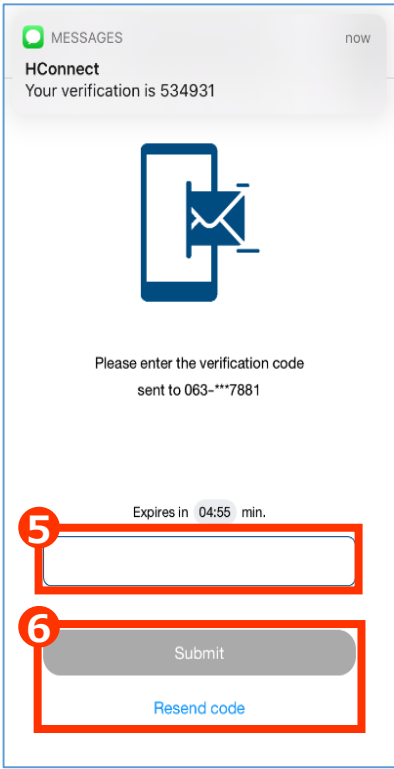 MESSAGES now
HConnect
Your verification is 534931
Please enter the verification code
sent to 063-***7881
Expires in 04:55 min.
5
6
Submit
Resend code